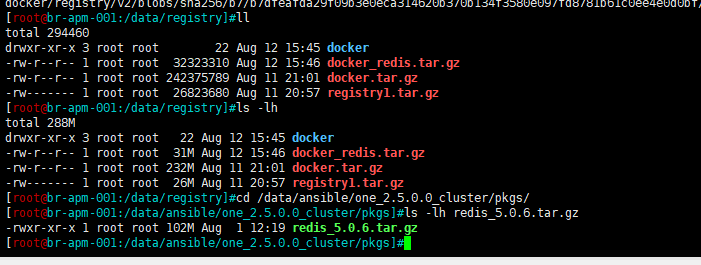 docker/registry/v2/blobs/sha256/b7/b7dfeafda29f09b3e0eca314620b370b134f3580e097fd8781b61c0ee4e0d0bf/
[root@br-apm-001:/data/registry]#ll
total 294460
drwxr-xr-x 3 root root        22 Aug 12 15:45 docker
-rw-r--r-- 1 root root  32323310 Aug 12 15:46 docker_redis.tar.gz
-rw-r--r-- 1 root root 242375789 Aug 11 21:01 docker.tar.gz
-rw------- 1 root root  26823680 Aug 11 20:57 registry1.tar.gz
[root@br-apm-001:/data/registry]#ls -lh
total 288M
drwxr-xr-x 3 root root   22 Aug 12 15:45 docker
-rw-r--r-- 1 root root  31M Aug 12 15:46 docker_redis.tar.gz
-rw-r--r-- 1 root root 232M Aug 11 21:01 docker.tar.gz
-rw------- 1 root root  26M Aug 11 20:57 registry1.tar.gz
[root@br-apm-001:/data/registry]#cd /data/ansible/one_2.5.0.0_cluster/pkgs/
[root@br-apm-001:/data/ansible/one_2.5.0.0_cluster/pkgs]#ls -lh redis_5.0.6.tar.gz
-rwxr-xr-x 1 root root 102M Aug  1 12:19 redis_5.0.6.tar.gz
[root@br-apm-001:/data/ansible/one_2.5.0.0_cluster/pkgs]#